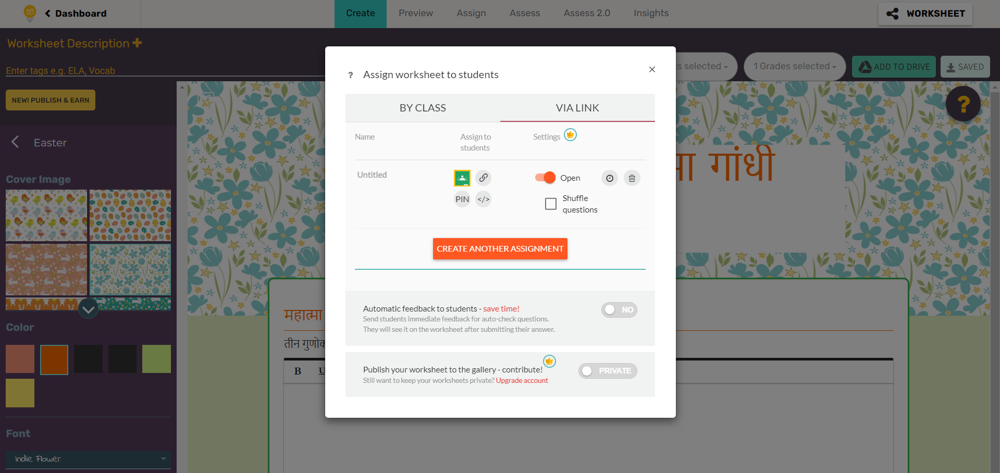 Dashboard
Create
Preview
Assign
Assess
Assess 2.0
Insights
WORKSHEET
Worksheet Description
Enter tags e.g. ELA, Vocab
selected
1 Grades selected
ADD TO DRIVE
SAVED
NEW! PUBLISH & EARN
Easter
Cover Image
Color
Font
Indie Flower
? Assign worksheet to students
BY CLASS
VIA LINK
Name
Assign to
students
Settings
Untitled
PIN
</>
Open
Shuffle
questions
CREATE ANOTHER ASSIGNMENT
Automatic feedback to students - save time!
Send students immediate feedback for auto-check questions.
They will see it on the worksheet after submitting their answer.
NO
Publish your worksheet to the gallery - contribute!
Still want to keep your worksheets private? Upgrade account
PRIVATE
?
गांधी
महात्मा
तीन
B
U